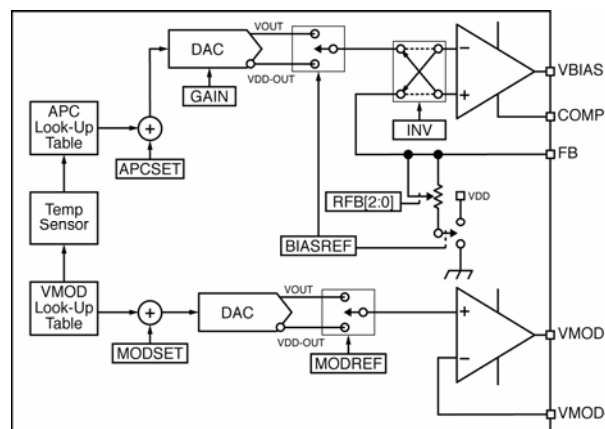 VOUT
DAC
VDD-OUT
GAIN
APC
Look-Up
Table
+
APCSET
−
+
INV
VBIAS
COMP
FB
RFB[2:0]
VDD
Temp
Sensor
BIASREF
VMOD
Look-Up
Table
+
MODSET
VOUT
DAC
VDD-OUT
MODREF
+
−
VMOD
VMOD